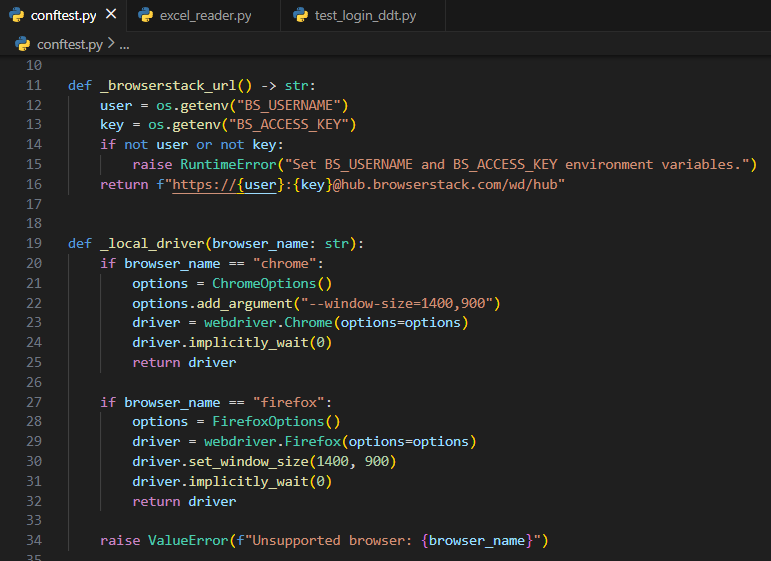 conftest.py × excel_reader.py test_login_ddt.py
conftest.py > ...
10
11 def _browserstack_url() -> str:
12     user = os.getenv("BS_USERNAME")
13     key = os.getenv("BS_ACCESS_KEY")
14     if not user or not key:
15         raise RuntimeError("Set BS_USERNAME and BS_ACCESS_KEY environment variables.")
16     return f"https://{user}:{key}@hub.browserstack.com/wd/hub"
17
18
19 def _local_driver(browser_name: str):
20     if browser_name == "chrome":
21         options = ChromeOptions()
22         options.add_argument("--window-size=1400,900")
23         driver = webdriver.Chrome(options=options)
24         driver.implicitly_wait(0)
25         return driver
26
27     if browser_name == "firefox":
28         options = FirefoxOptions()
29         driver = webdriver.Firefox(options=options)
30         driver.set_window_size(1400, 900)
31         driver.implicitly_wait(0)
32         return driver
33
34     raise ValueError(f"Unsupported browser: {browser_name}")
35